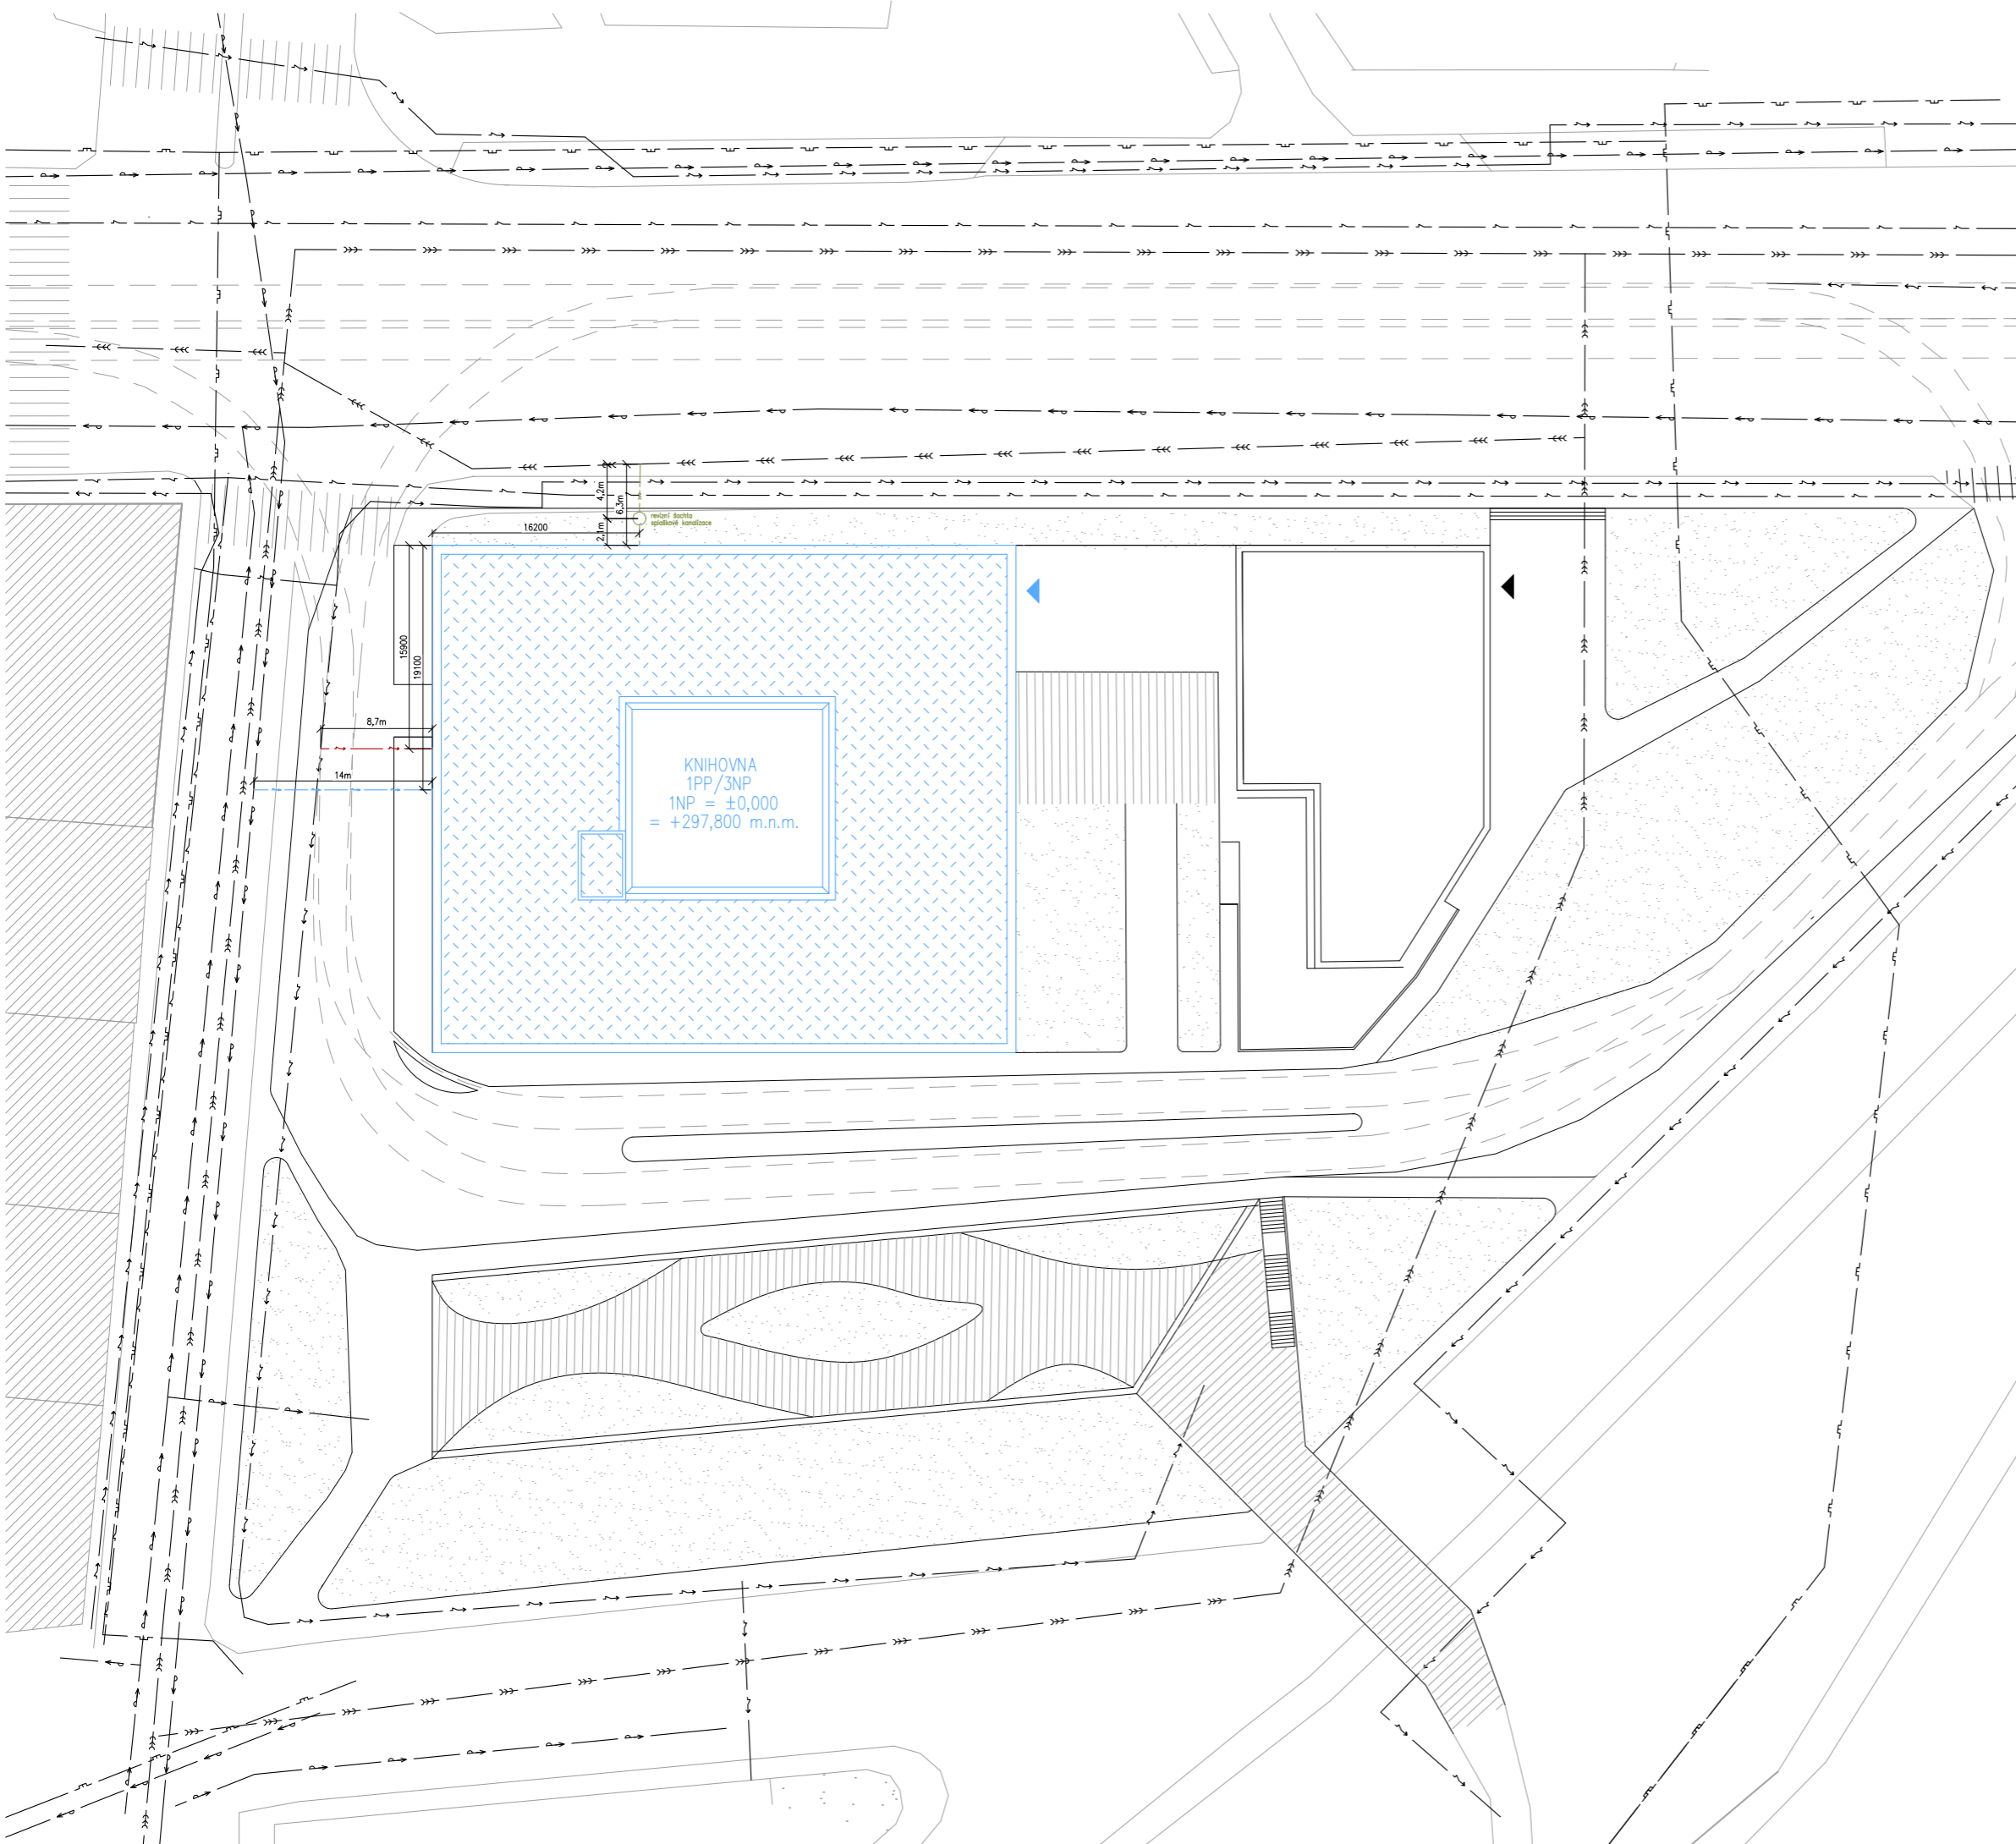 4,2m
6,3m
2,1m
revizní šachta
splaškové kanalizace
16200
15900
19100
8,7m
14m
KNIHOVNA
1PP/3NP
1NP = ±0,000
= +297,800 m.n.m.